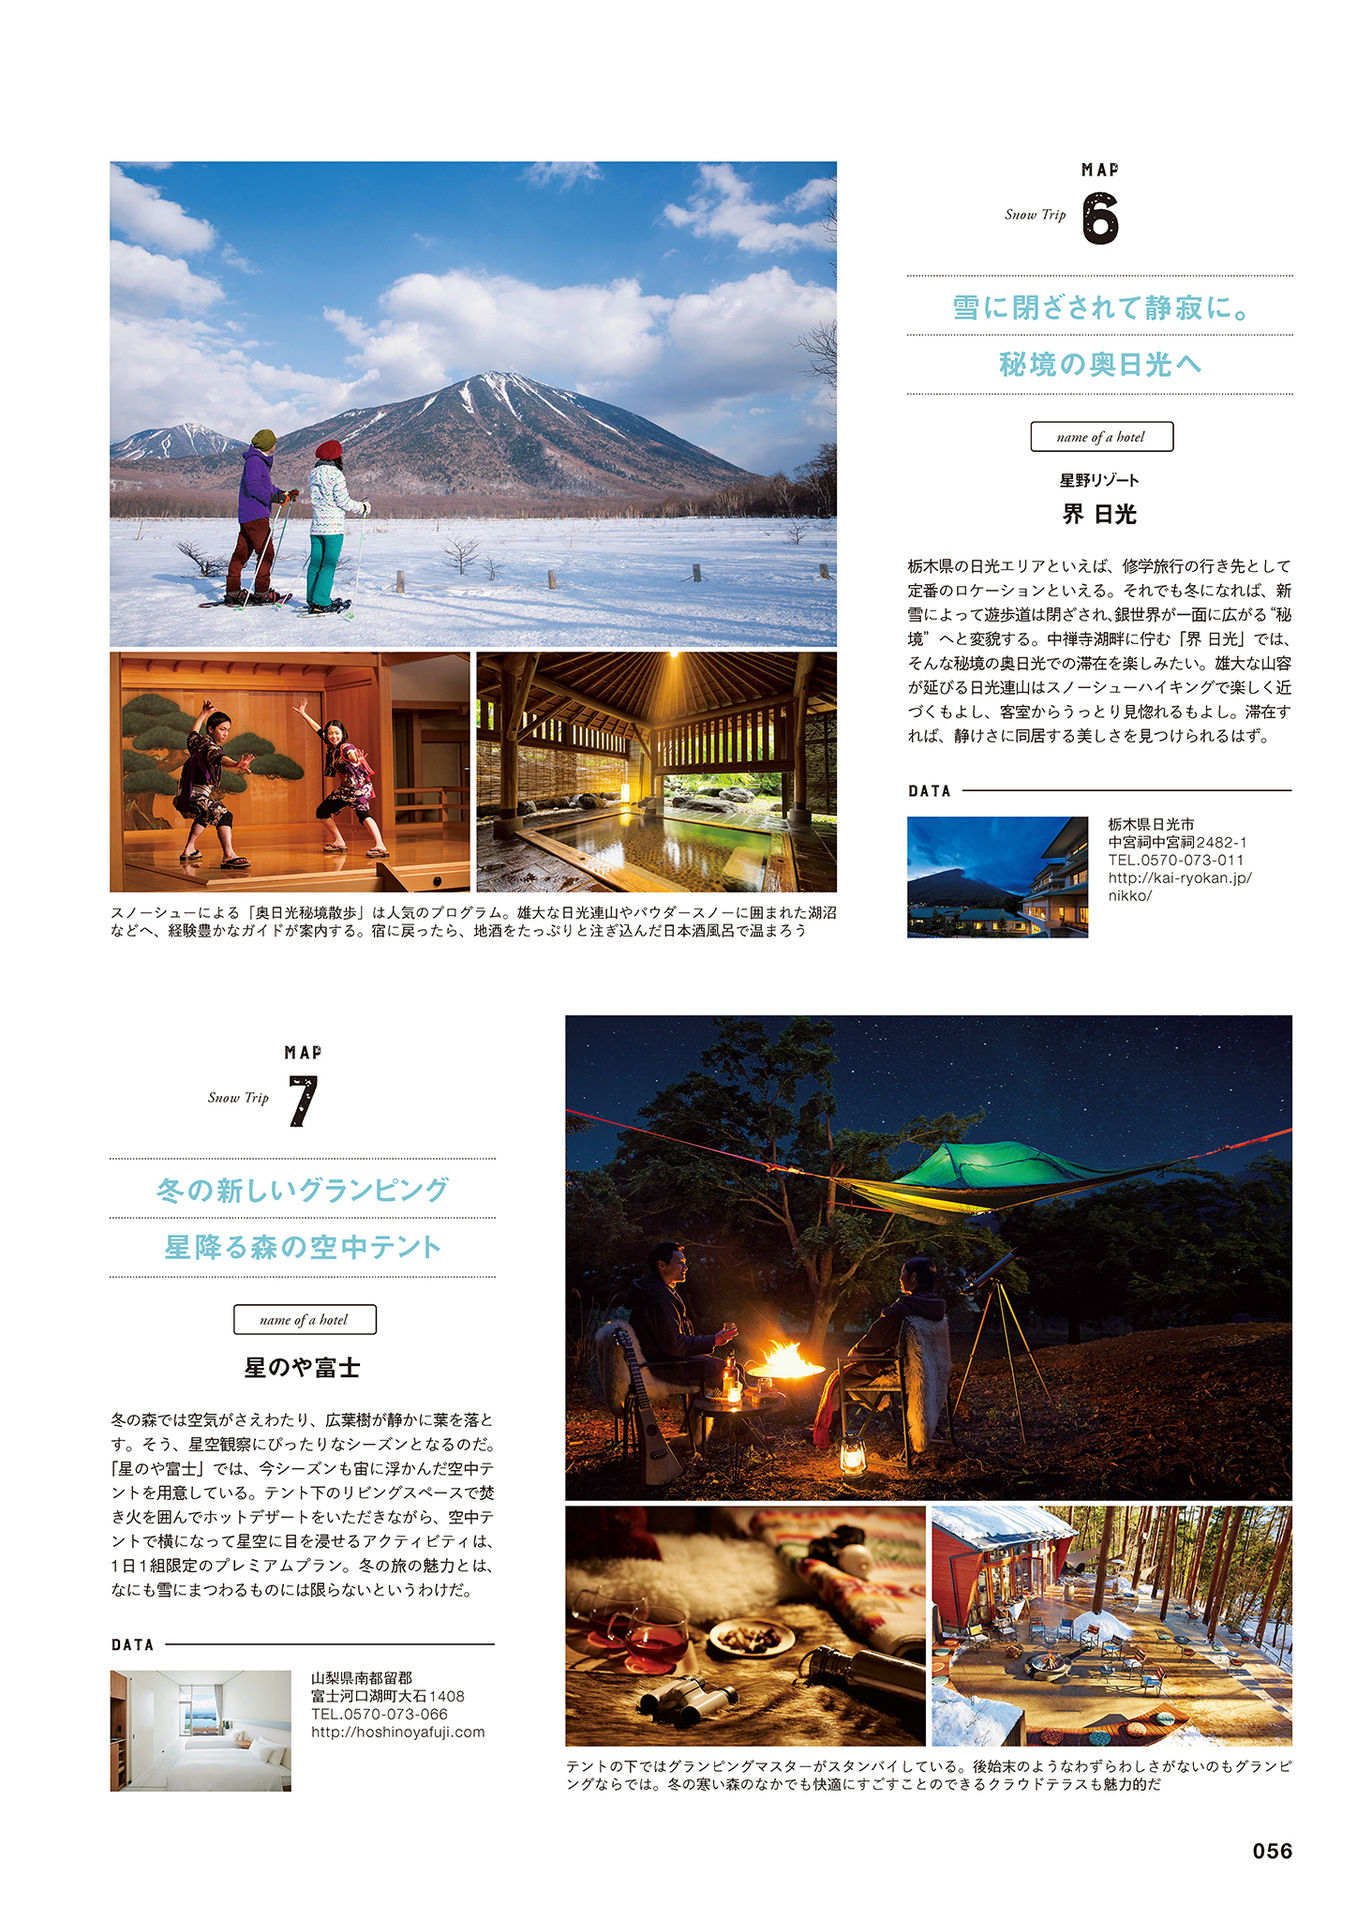 MAP
Snow Trip 6
雪に閉ざされて静寂に。
秘境の奥日光へ
name of a hotel
星野リゾート
界 日光
栃木県の日光エリアといえば、修学旅行の行き先として
定番のロケーションといえる。それでも冬になれば、新
雪によって遊歩道は閉ざされ、銀世界が一面に広がる“秘
境”へと変貌する。中禅寺湖畔に佇む「界 日光」では、
そんな秘境の奥日光での滞在を楽しみたい。雄大な山容
が延びる日光連山はスノーシューハイキングで楽しく近
づくもよし、客室からうっとり見惚れるもよし。滞在す
れば、静けさに同居する美しさを見つけられるはず。
DATA
栃木県日光市
中宮祠中宮祠2482-1
TEL.0570-073-011
http://kai-ryokan.jp/
nikko/
スノーシューによる「奥日光秘境散歩」は人気のプログラム。雄大な日光連山やパウダースノーに囲まれた湖沼
などへ、経験豊かなガイドが案内する。宿に戻ったら、地酒をたっぷりと注ぎ込んだ日本酒風呂で温まろう
MAP
Snow Trip 7
冬の新しいグランピング
星降る森の空中テント
name of a hotel
星のや富士
冬の森では空気がさえわたり、広葉樹が静かに葉を落と
す。そう、星空観察にぴったりなシーズンとなるのだ。
「星のや富士」では、今シーズンも宙に浮かんだ空中テ
ントを用意している。テント下のリビングスペースで焚
き火を囲んでホットデザートをいただきながら、空中テ
ントで横になって星空に目を浸せるアクティビティは、
1日1組限定のプレミアムプラン。冬の旅の魅力とは、
なにも雪にまつわるものには限らないというわけだ。
DATA
山梨県南都留郡
富士河口湖町大石1408
TEL.0570-073-066
http://hoshinoyafuji.com
テントの下ではグランピングマスターがスタンバイしている。後始末のようなわずらわしさがないのもグランピ
ングならでは。冬の寒い森のなかでも快適にすごすことのできるクラウドテラスも魅力的だ
056